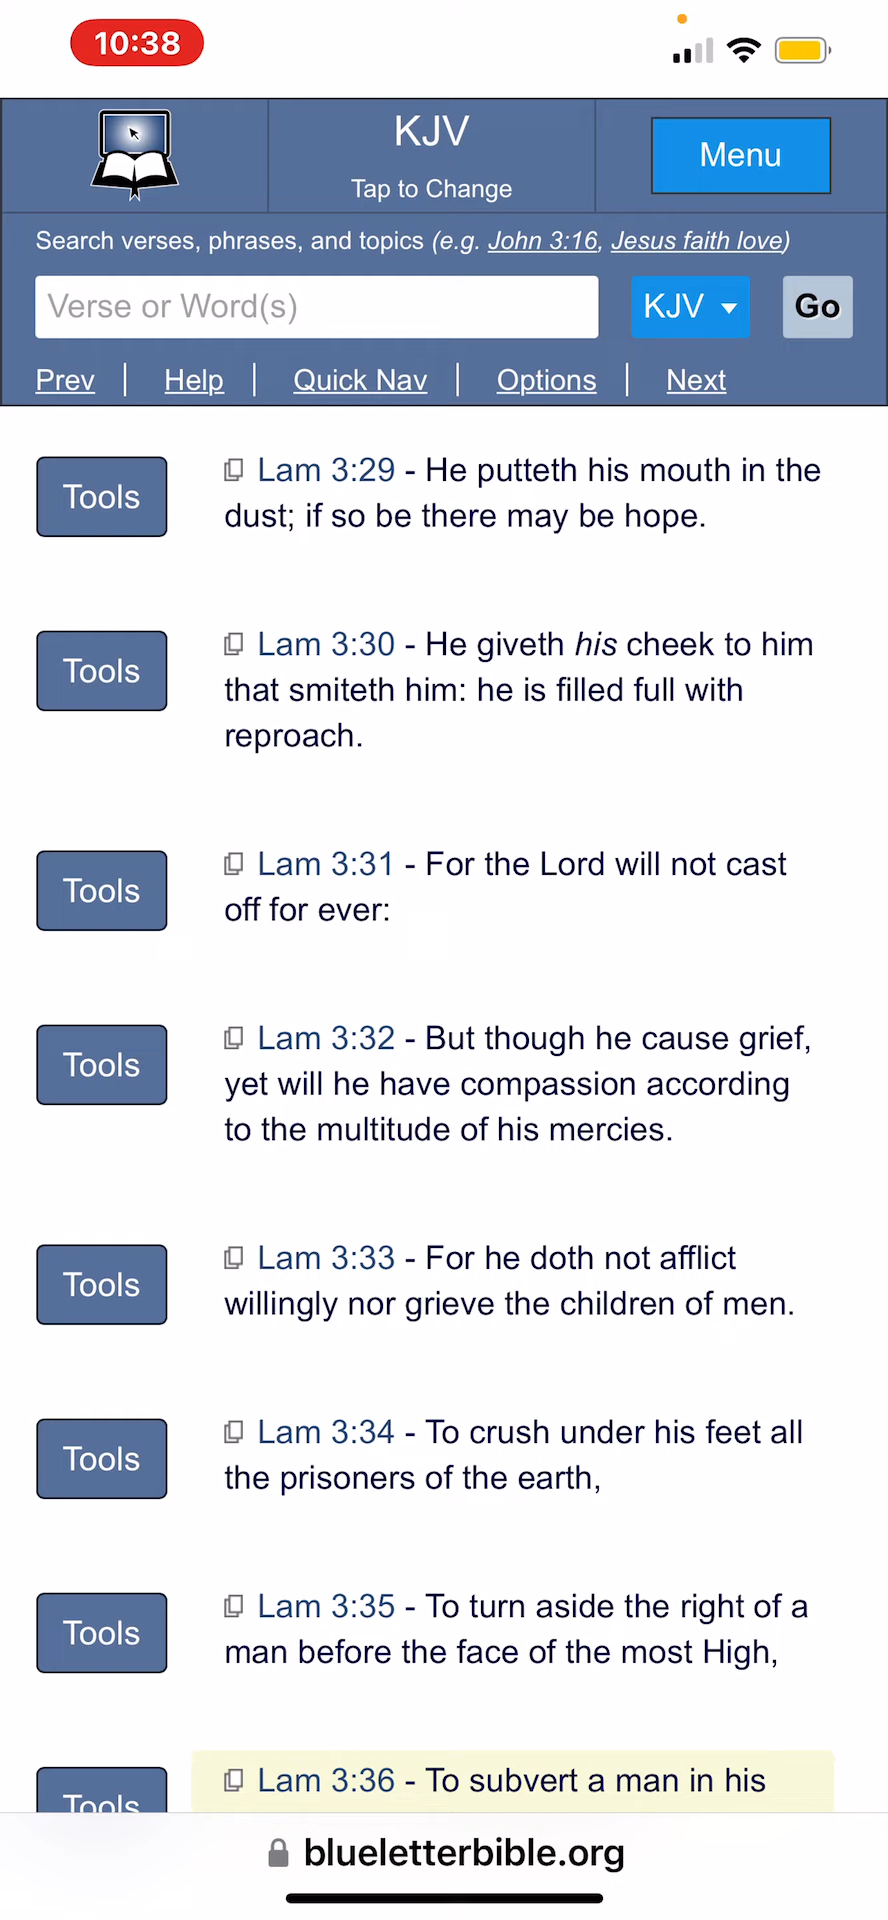 10:38
KJV
Tap to Change
Menu
Search verses, phrases, and topics (e.g. John 3:16, Jesus faith love)
Verse or Word(s)
KJV
Go
Prev | Help | Quick Nav | Options | Next
Tools
Lam 3:29 - He putteth his mouth in the
dust; if so be there may be hope.
Tools
Lam 3:30 - He giveth his cheek to him
that smiteth him: he is filled full with
reproach.
Tools
Lam 3:31 - For the Lord will not cast
off for ever:
Tools
Lam 3:32 - But though he cause grief,
yet will he have compassion according
to the multitude of his mercies.
Tools
Lam 3:33 - For he doth not afflict
willingly nor grieve the children of men.
Tools
Lam 3:34 - To crush under his feet all
the prisoners of the earth,
Tools
Lam 3:35 - To turn aside the right of a
man before the face of the most High,
Tools
Lam 3:36 - To subvert a man in his
blueletterbible.org